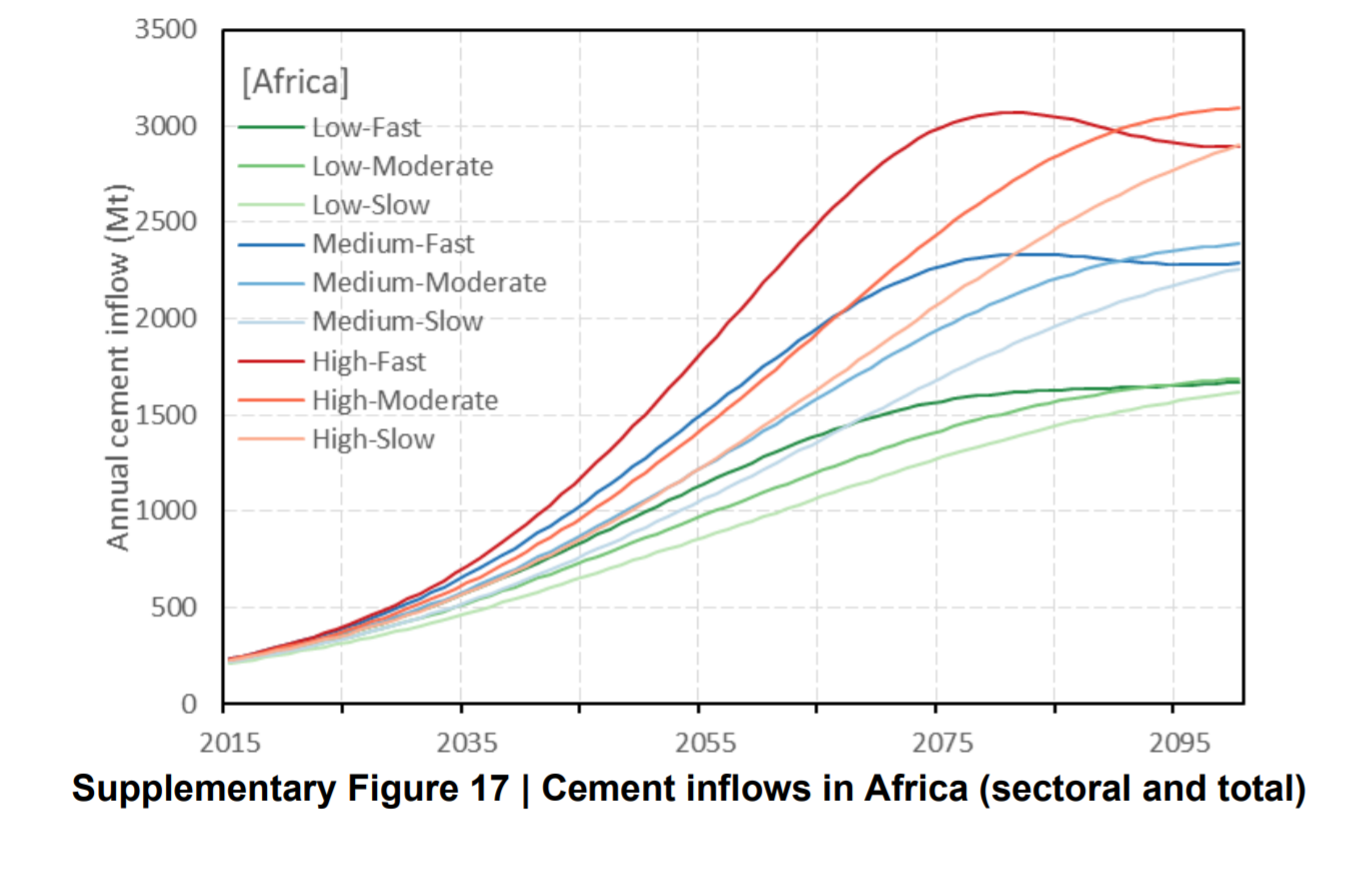 3500
3000
2500
2000
1500
1000
500
0
Annual cement inflow (Mt)
[Africa]
Low-Fast
Low-Moderate
Low-Slow
Medium-Fast
Medium-Moderate
Medium-Slow
High-Fast
High-Moderate
High-Slow
2015 2035 2055 2075 2095
Supplementary Figure 17 | Cement inflows in Africa (sectoral and total)